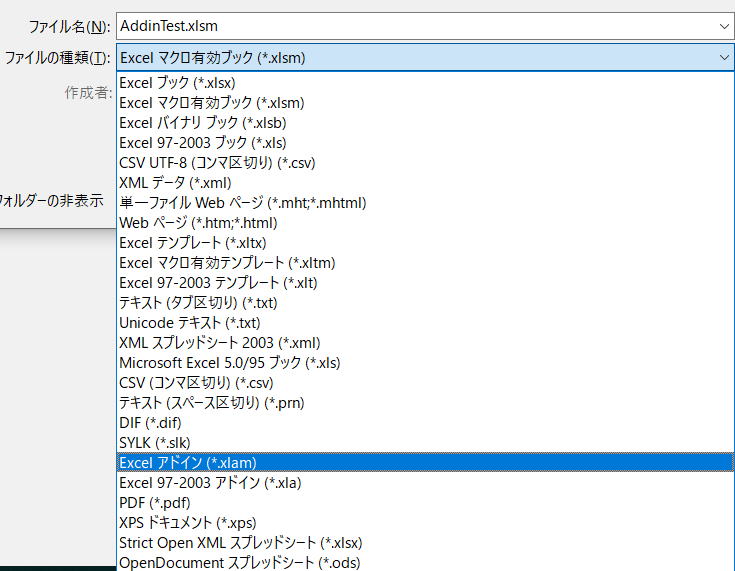 ファイル名(N): AddinTest.xlsm
ファイルの種類(T): Excel マクロ有効ブック (*.xlsm)
作成者:
フォルダーの非表示
Excel ブック (*.xlsx)
Excel マクロ有効ブック (*.xlsm)
Excel バイナリ ブック (*.xlsb)
Excel 97-2003 ブック (*.xls)
CSV UTF-8 (コンマ区切り) (*.csv)
XML データ (*.xml)
単一ファイル Web ページ (*.mht;*.mhtml)
Web ページ (*.htm;*.html)
Excel テンプレート (*.xltx)
Excel マクロ有効テンプレート (*.xltm)
Excel 97-2003 テンプレート (*.xlt)
テキスト (タブ区切り) (*.txt)
Unicode テキスト (*.txt)
XML スプレッドシート 2003 (*.xml)
Microsoft Excel 5.0/95 ブック (*.xls)
CSV (コンマ区切り) (*.csv)
テキスト (スペース区切り) (*.prn)
DIF (*.dif)
SYLK (*.slk)
Excel アドイン (*.xlam)
Excel 97-2003 アドイン (*.xla)
PDF (*.pdf)
XPS ドキュメント (*.xps)
Strict Open XML スプレッドシート (*.xlsx)
OpenDocument スプレッドシート (*.ods)